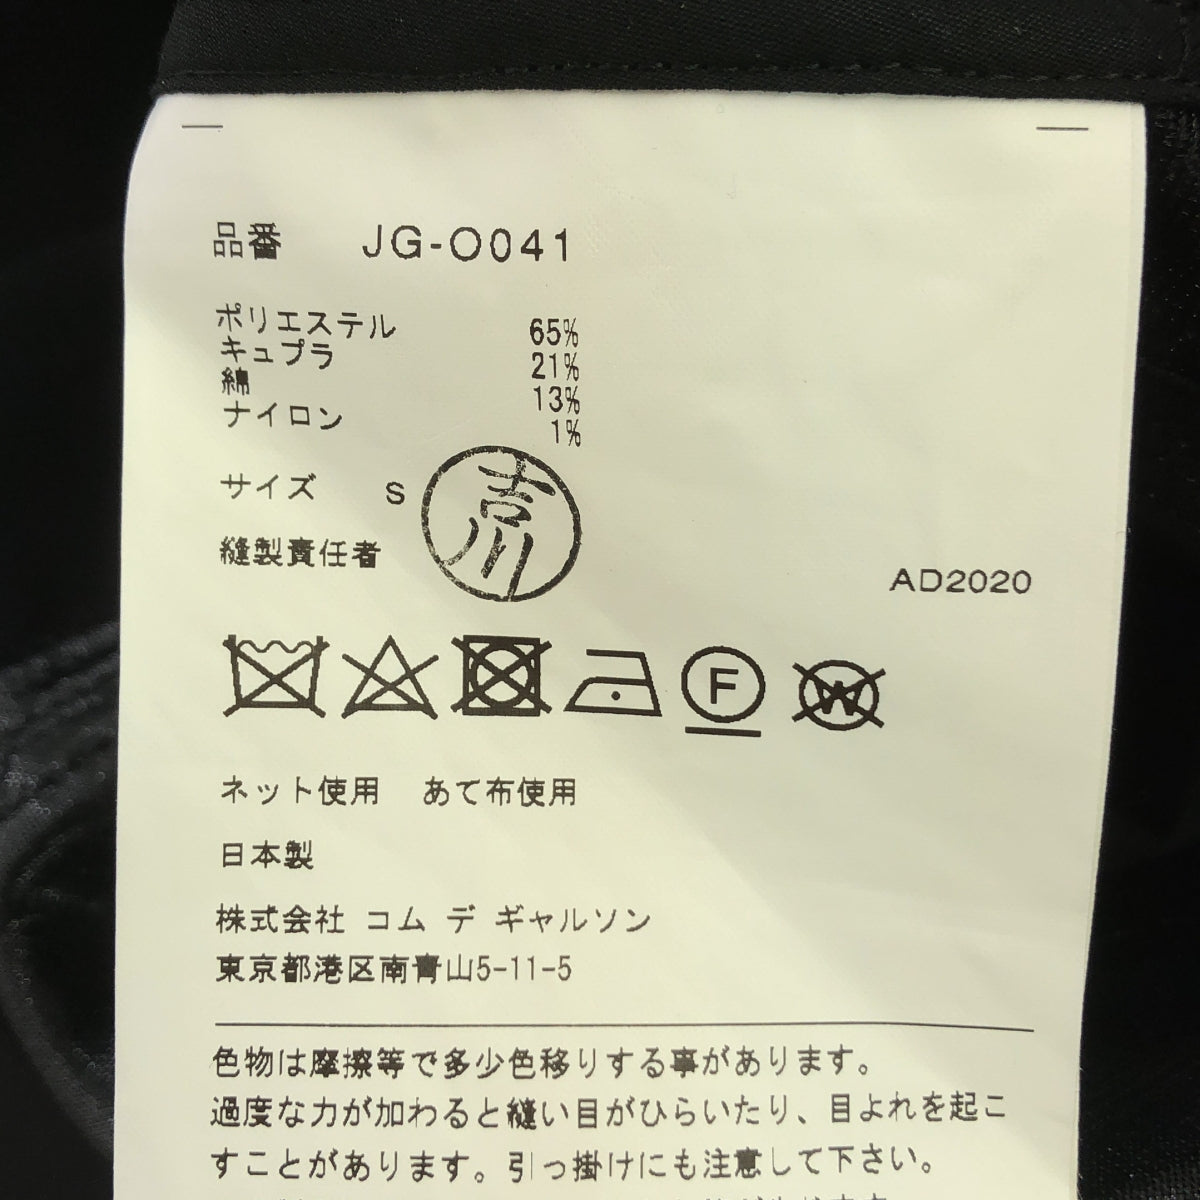 品番 JG-O041
ポリエステル 65%
キュプラ 21%
綿 13%
ナイロン 1%
サイズ S
吉川
縫製責任者
AD2020
F
W
ネット使用 あて布使用
日本製
株式会社 コム デ ギャルソン
東京都港区南青山5-11-5
色物は摩擦等で多少色移りする事があります。
過度な力が加わると縫い目がひらいたり、目よれを起こ
すことがあります。引っ掛けにも注意して下さい。